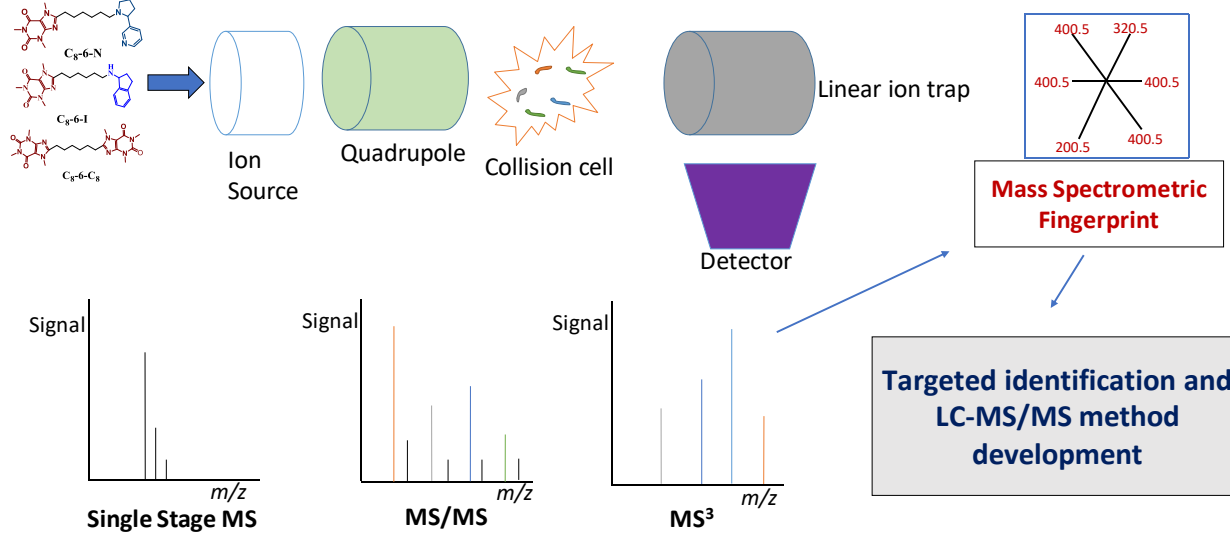 C₈-6-N
C₈-6-I
C₈-6-C₈
Ion
Source
Quadrupole
Collision cell
Linear ion trap
Detector
400.5 320.5
400.5 400.5
200.5 400.5
Mass Spectrometric
Fingerprint
Signal
m/z
Single Stage MS
Signal
m/z
MS/MS
Signal
m/z
MS³
Targeted identification and
LC-MS/MS method
development